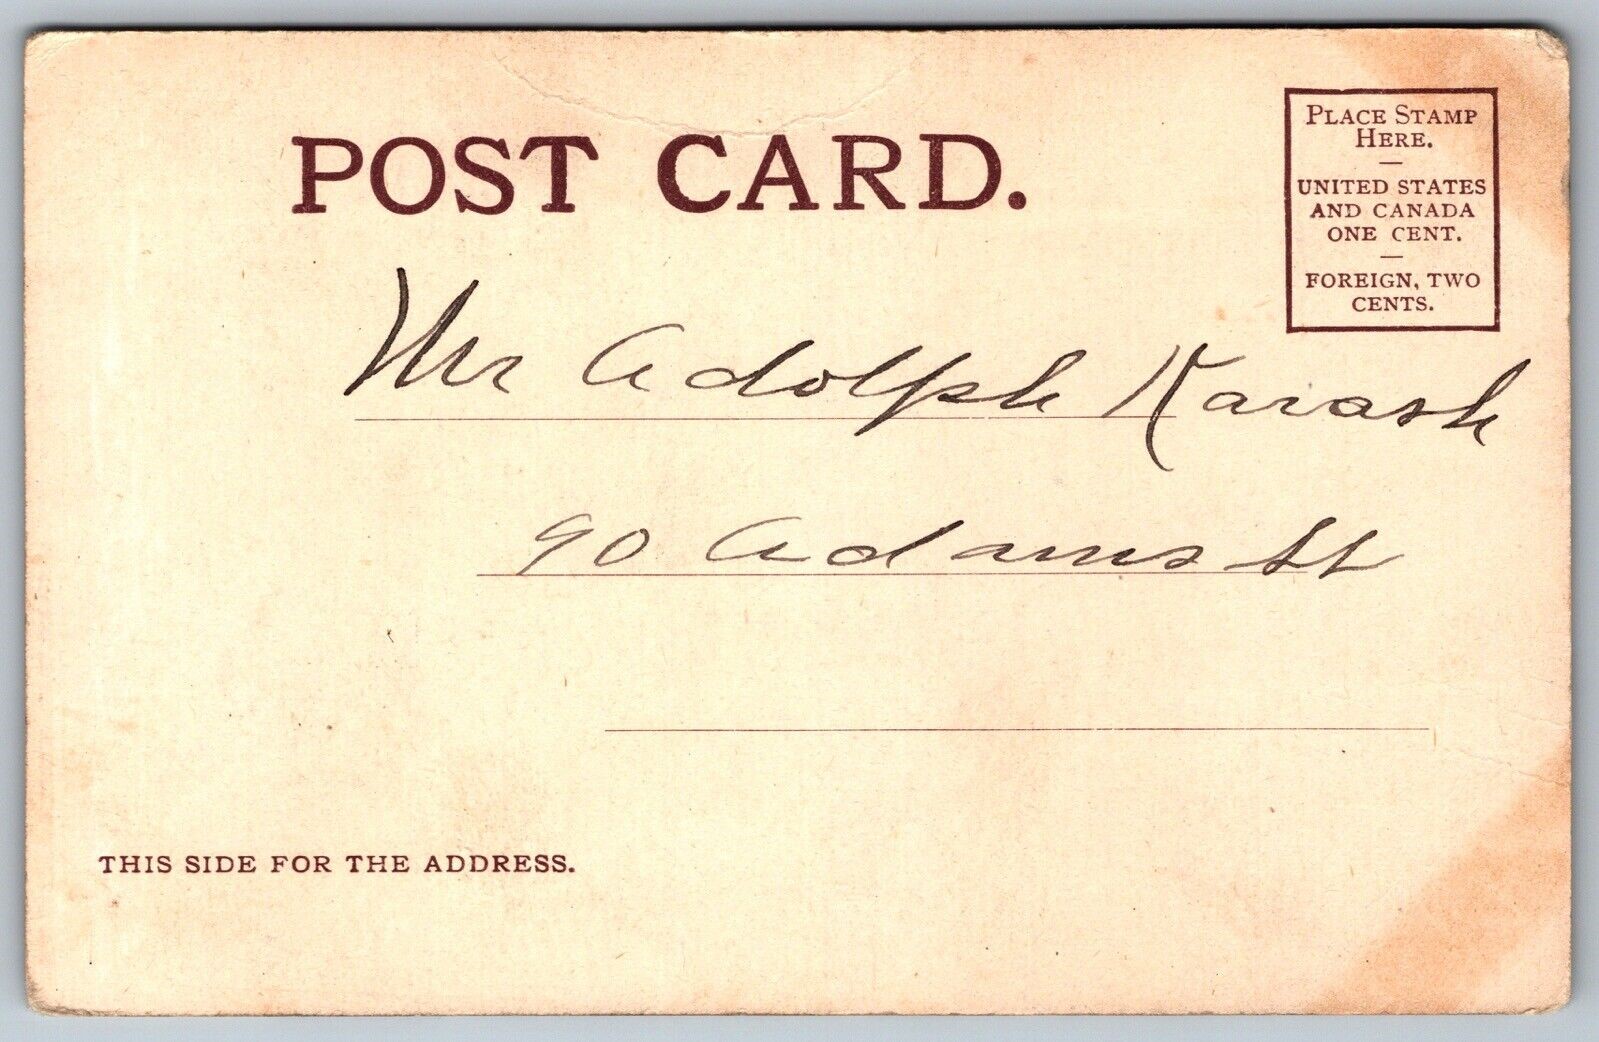 POST CARD.
PLACE STAMP
HERE.
—
UNITED STATES
AND CANADA
ONE CENT.
—
FOREIGN, TWO
CENTS.
Mr Adolph Karash
90 Adams St
THIS SIDE FOR THE ADDRESS.